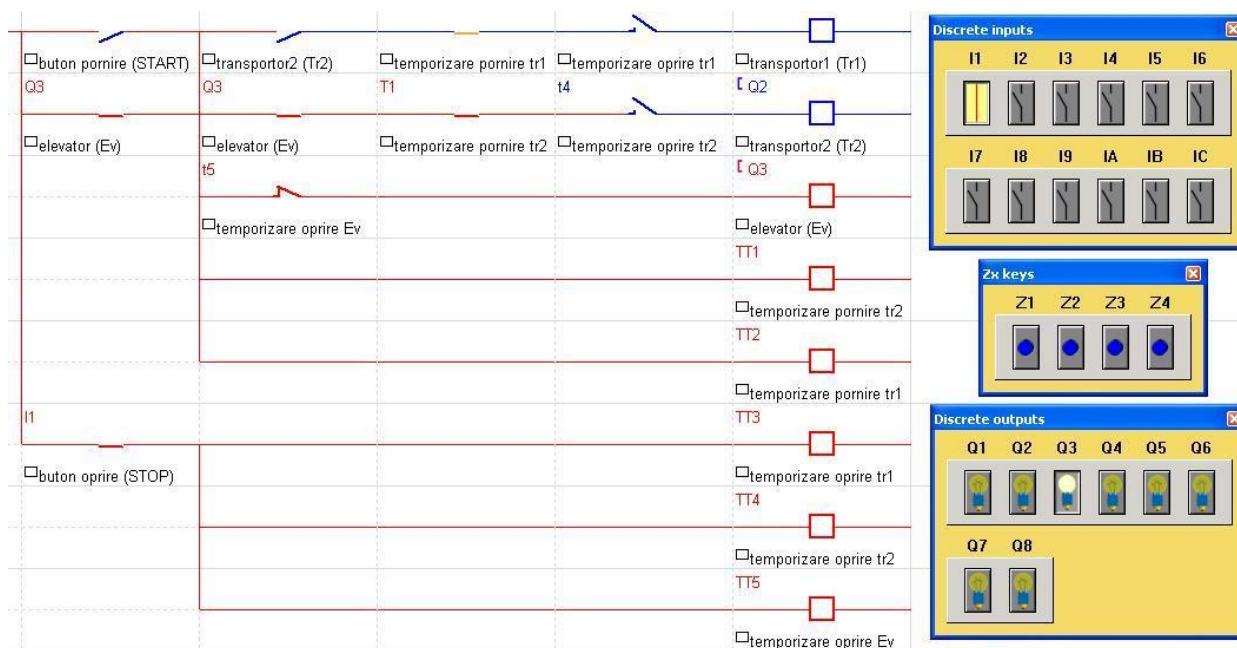 buton pornire (START) transportor2 (Tr2) temporizare pornire tr1 temporizare oprire tr1 transportor1 (Tr1)
Q3 Q3 T1 t4 [ Q2
elevator (Ev) elevator (Ev) temporizare pornire tr2 temporizare oprire tr2 transportor2 (Tr2)
t5 [ Q3
temporizare oprire Ev elevator (Ev)
TT1
temporizare pornire tr2
TT2
temporizare pornire tr1
I1 TT3
buton oprire (STOP) temporizare oprire tr1
TT4
temporizare oprire tr2
TT5
temporizare oprire Ev
Discrete inputs
I1 I2 I3 I4 I5 I6
I7 I8 I9 IA IB IC
Zx keys
Z1 Z2 Z3 Z4
Discrete outputs
Q1 Q2 Q3 Q4 Q5 Q6
Q7 Q8